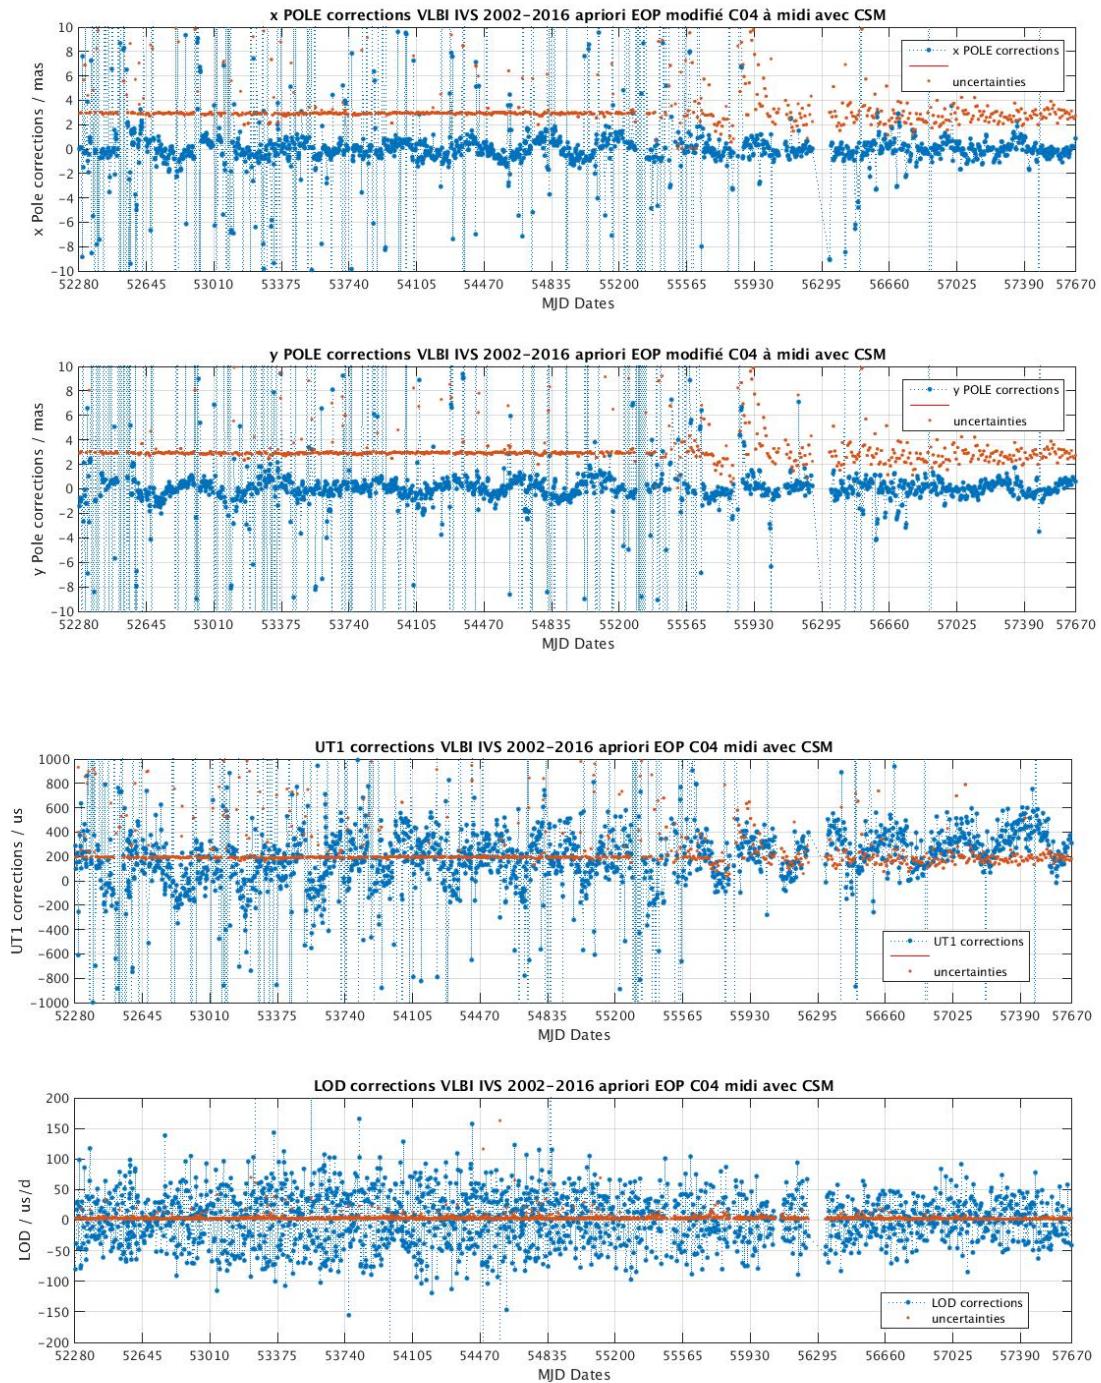 x POLE corrections VLBI IVS 2002-2016 apriori EOP modifié C04 à midi avec CSM
x Pole corrections / mas
10
8
6
4
2
0
-2
-4
-6
-8
-10
x POLE corrections
uncertainties
52280 52645 53010 53375 53740 54105 54470 54835 55200 55565 55930 56295 56660 57025 57390 57670
MJD Dates
y POLE corrections VLBI IVS 2002-2016 apriori EOP modifié C04 à midi avec CSM
y Pole corrections / mas
10
8
6
4
2
0
-2
-4
-6
-8
-10
y POLE corrections
uncertainties
52280 52645 53010 53375 53740 54105 54470 54835 55200 55565 55930 56295 56660 57025 57390 57670
MJD Dates
UT1 corrections VLBI IVS 2002-2016 apriori EOP C04 midi avec CSM
UT1 corrections / us
1000
800
600
400
200
0
-200
-400
-600
-800
-1000
UT1 corrections
uncertainties
52280 52645 53010 53375 53740 54105 54470 54835 55200 55565 55930 56295 56660 57025 57390 57670
MJD Dates
LOD corrections VLBI IVS 2002-2016 apriori EOP C04 midi avec CSM
LOD / us/d
200
150
100
50
0
-50
-100
-150
-200
LOD corrections
uncertainties
52280 52645 53010 53375 53740 54105 54470 54835 55200 55565 55930 56295 56660 57025 57390 57670
MJD Dates